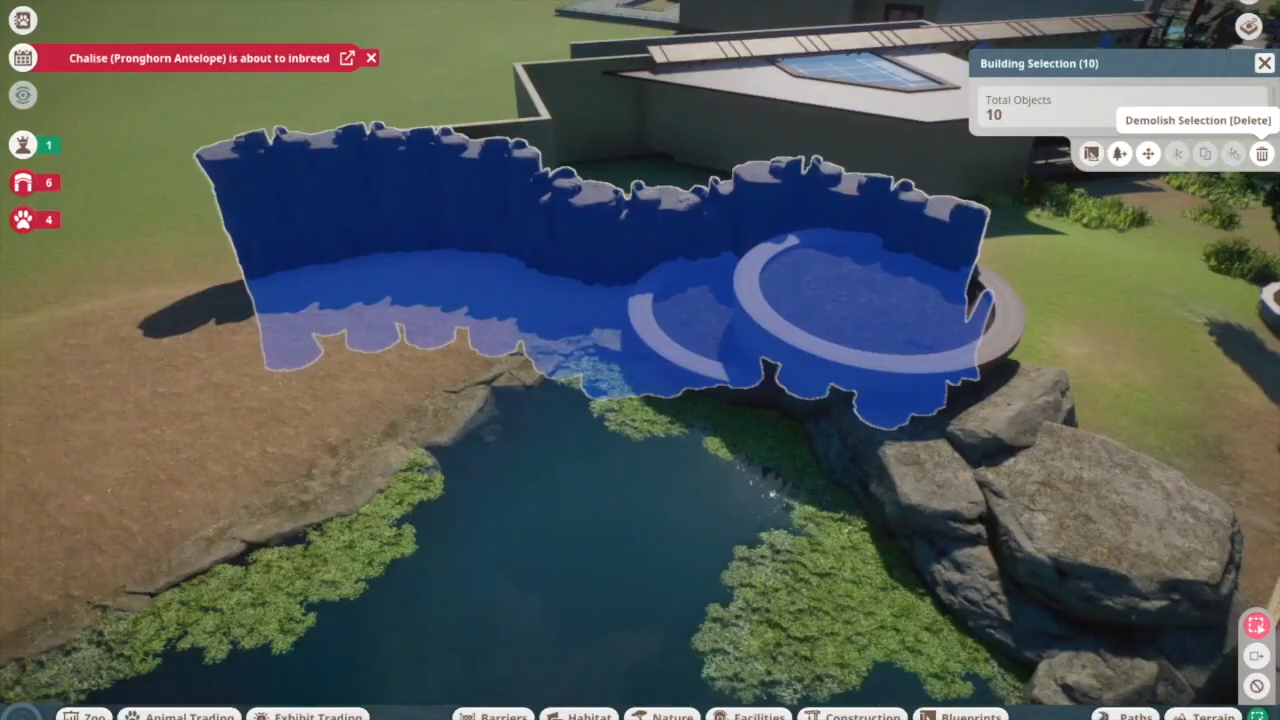 Chalise (Pronghorn Antelope) is about to inbreed
1
6
4
Building Selection (10)
Total Objects
10
Demolish Selection [Delete]
Zoo
Animal Trading
Exhibit Trading
Barriers
Habitat
Nature
Facilities
Construction
Blueprints
Paths
Terrain